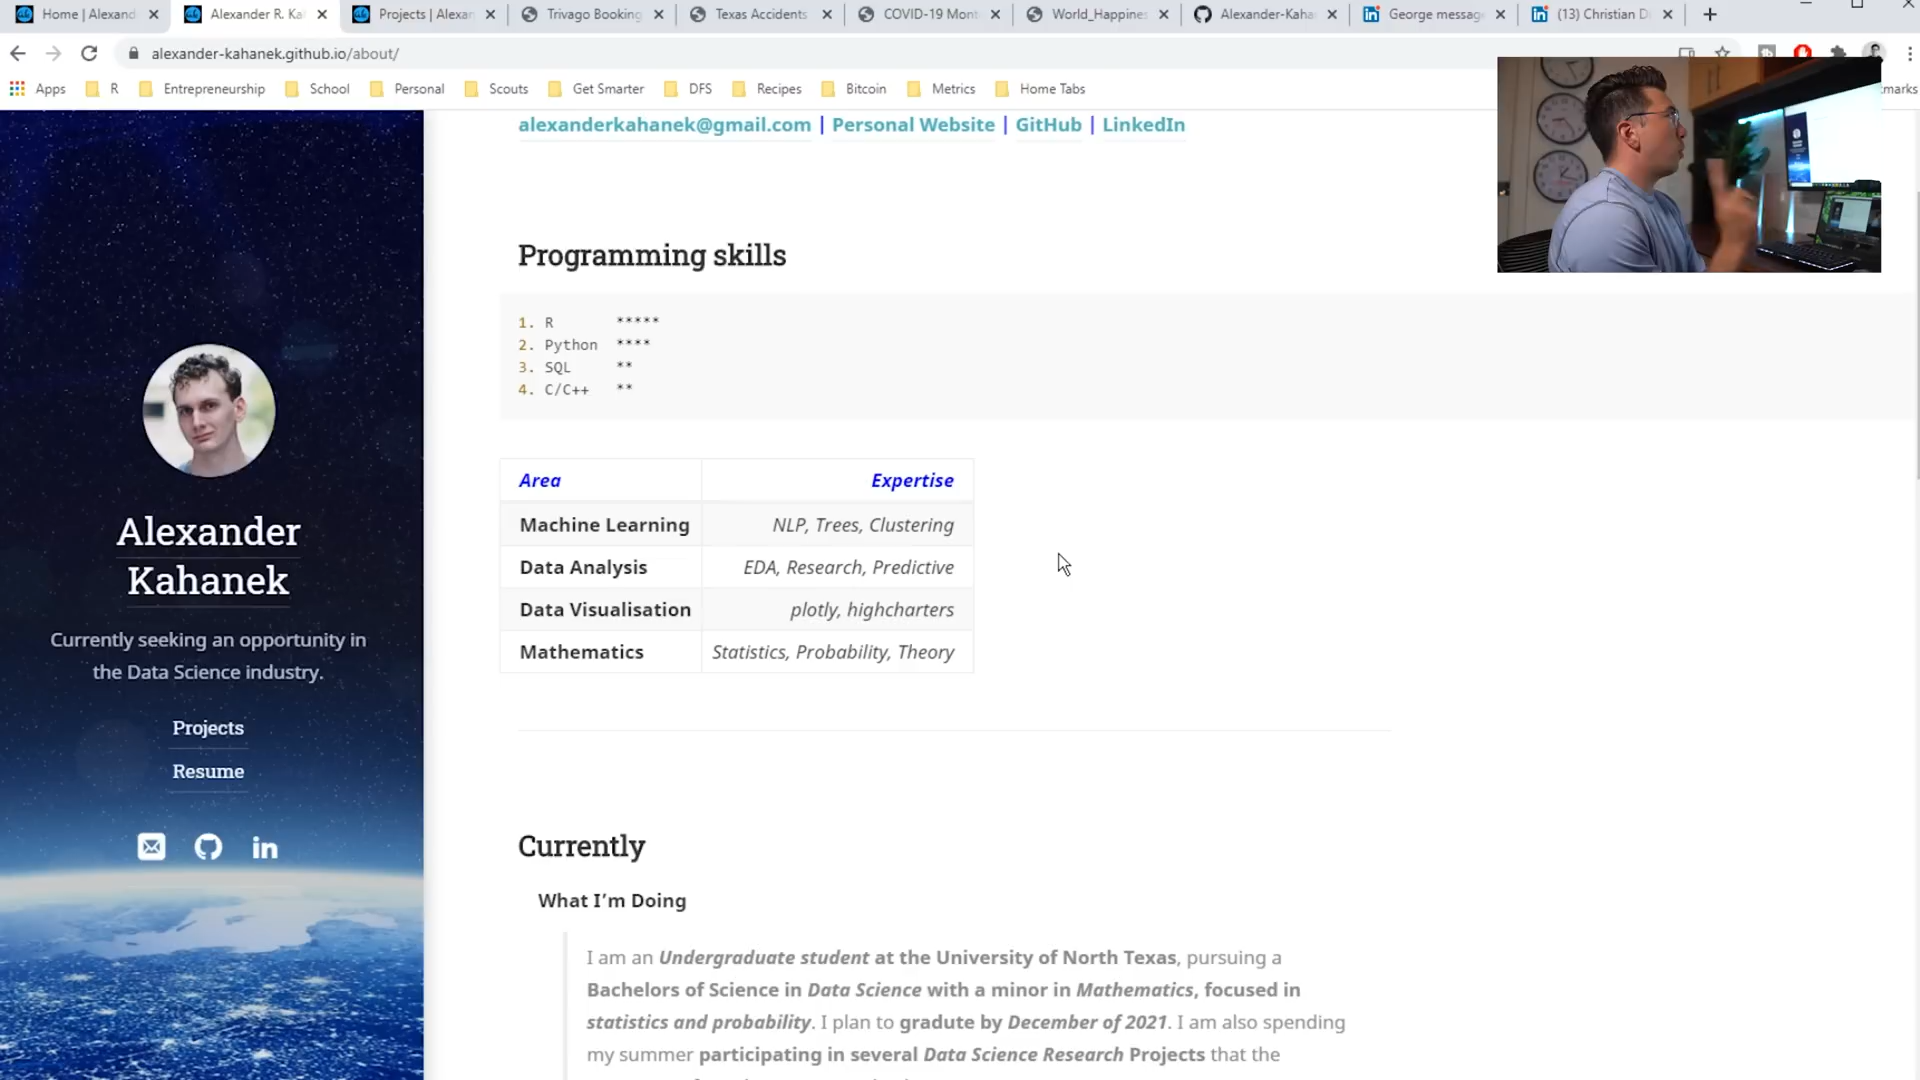 Home | Alexand
Alexander R. Ka
Projects | Alexan
Trivago Booking
Texas Accidents
COVID-19 Mont
World_Happines
Alexander-Kaha
George messag
(13) Christian D
alexander-kahanek.github.io/about/
Apps
R
Entrepreneurship
School
Personal
Scouts
Get Smarter
DFS
Recipes
Bitcoin
Metrics
Home Tabs
marks
alexanderkahanek@gmail.com | Personal Website | GitHub | LinkedIn
Programming skills
1. R *****
2. Python ****
3. SQL **
4. C/C++ **
Area Expertise
Machine Learning NLP, Trees, Clustering
Data Analysis EDA, Research, Predictive
Data Visualisation plotly, highcharters
Mathematics Statistics, Probability, Theory
Alexander
Kahanek
Currently seeking an opportunity in
the Data Science industry.
Projects
Resume
in
Currently
What I'm Doing
I am an Undergraduate student at the University of North Texas, pursuing a
Bachelors of Science in Data Science with a minor in Mathematics, focused in
statistics and probability. I plan to gradute by December of 2021. I am also spending
my summer participating in several Data Science Research Projects that the